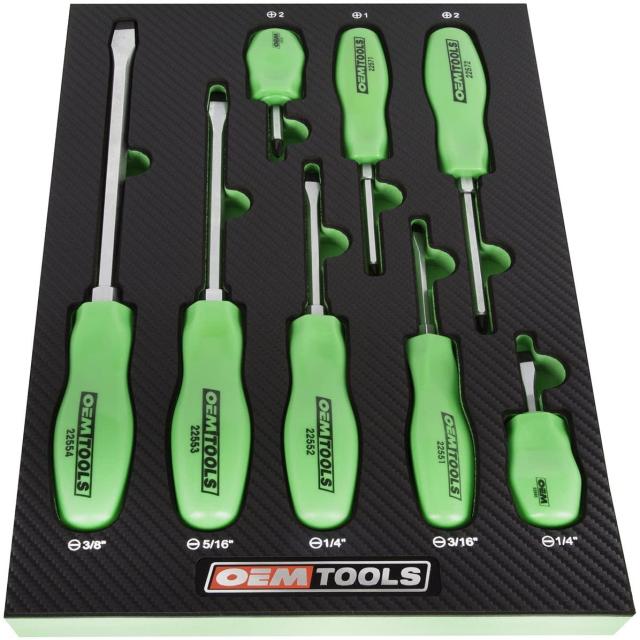 ⊕ 2
⊕ 1
⊕ 2
OEMTOOLS
22571
OEMTOOLS
22572
OEMTOOLS
22554
OEMTOOLS
22553
OEMTOOLS
22552
OEMTOOLS
22551
OEM
⊖ 3/8"
⊖ 5/16"
⊖ 1/4"
⊖ 3/16"
⊖ 1/4"
OEMTOOLS